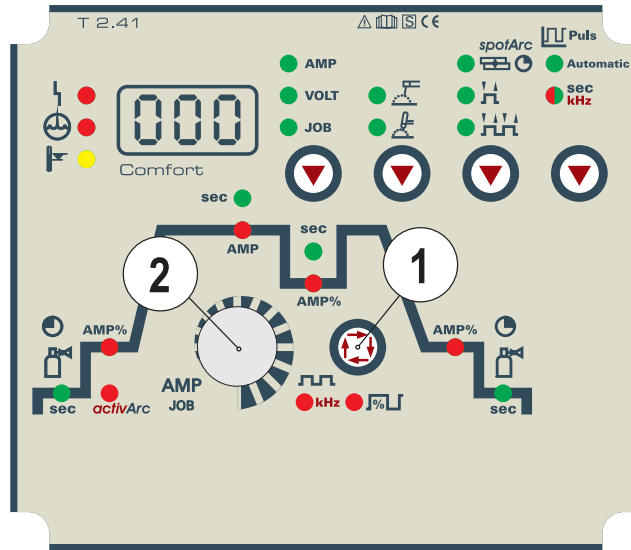 T 2.41
S CE
spotArc
Puls
AMP
Automatic
VOLT
sec
kHz
JOB
000
Comfort
sec
AMP
sec
AMP%
1
2
AMP%
AMP%
sec
activArc
AMP
JOB
kHz
%
sec